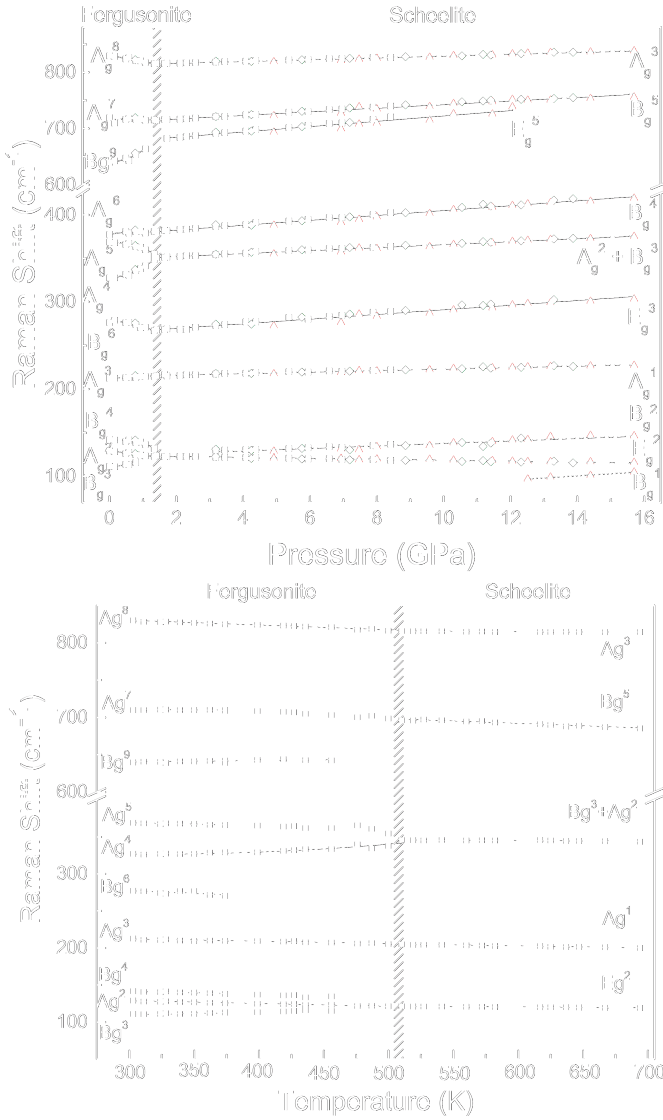 Fergusonite Scheelite
Ag8 Ag3
800
Ag7 Bg5
700
Eg5
Bg9
600
Raman Shift (cm-1)
Ag6 Bg4
400
Ag5 Ag2 + Bg3
Ag4
300
Eg3
Bg6
Ag3 Ag1
200
Bg4 Bg2
Ag2 Eg2
100
Bg3 Bg1
0 2 4 6 8 10 12 14 16
Pressure (GPa)
Fergusonite Scheelite
Ag8
800
Ag3
Ag7 Bg5
700
Bg9
600
Raman Shift (cm-1)
Ag5 Bg3+Ag2
Ag4
300
Bg6
Ag3 Ag1
200
Bg4 Eg2
Ag2
100
Bg3
300 350 400 450 500 550 600 650 700
Temperature (K)